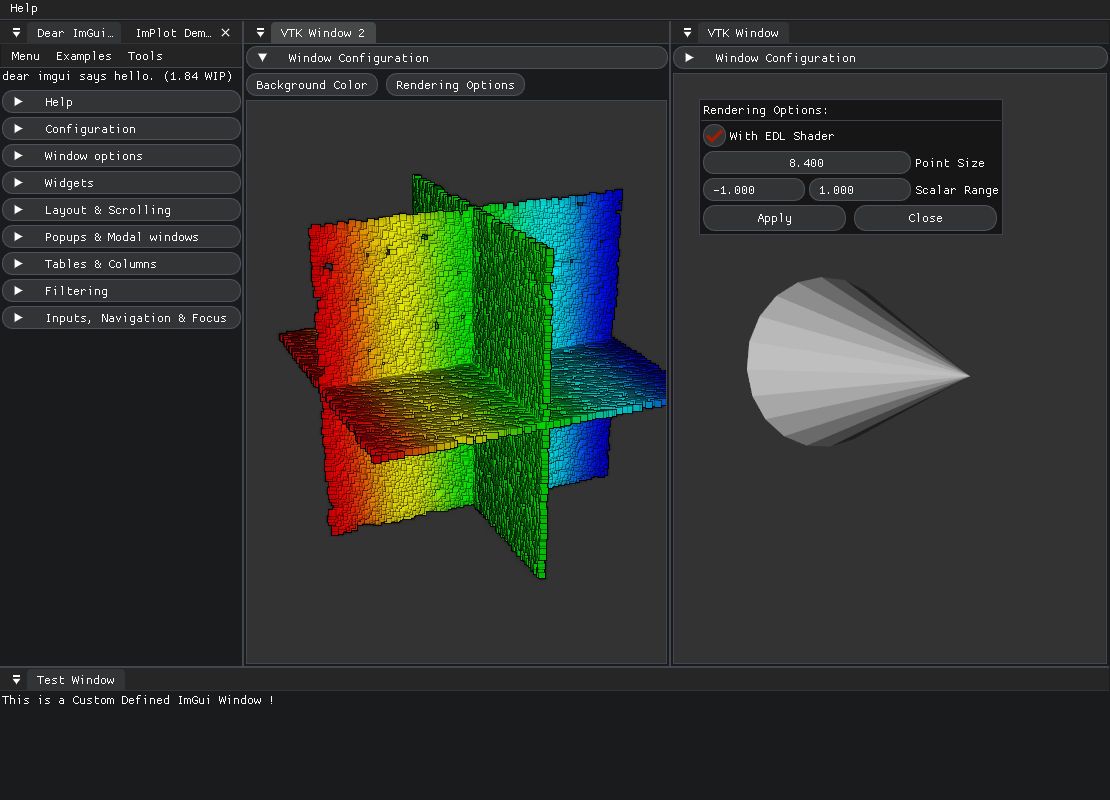 Help
Dear ImGui…
ImPlot Dem…
Menu Examples Tools
dear imgui says hello. (1.84 WIP)
Help
Configuration
Window options
Widgets
Layout & Scrolling
Popups & Modal windows
Tables & Columns
Filtering
Inputs, Navigation & Focus
VTK Window 2
Window Configuration
Background Color
Rendering Options
VTK Window
Window Configuration
Rendering Options:
With EDL Shader
8.400 Point Size
-1.000 1.000 Scalar Range
Apply Close
Test Window
This is a Custom Defined ImGui Window !